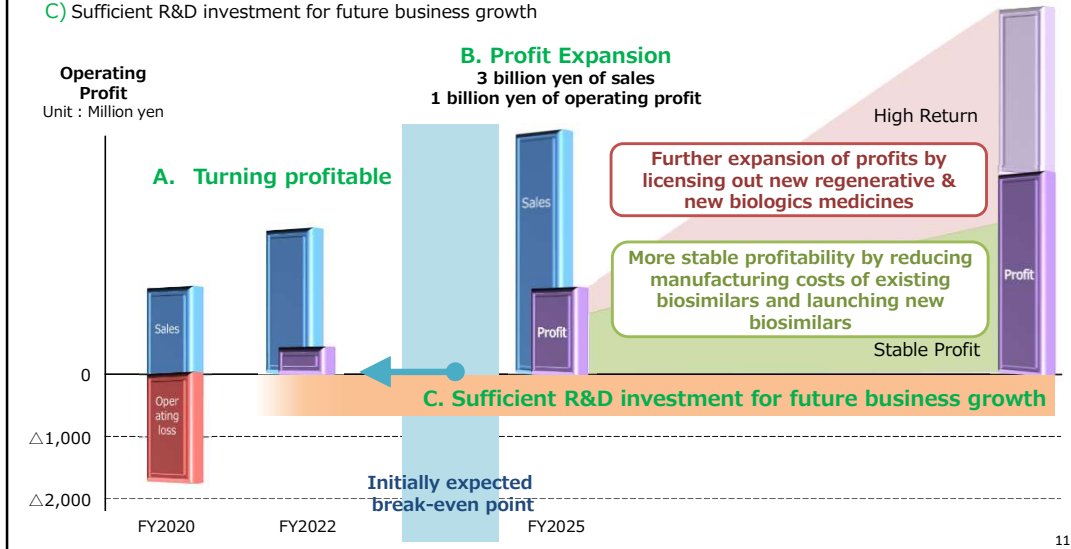 C) Sufficient R&D investment for future business growth
B. Profit Expansion
3 billion yen of sales
1 billion yen of operating profit
Operating
Profit
Unit : Million yen
High Return
A. Turning profitable
Further expansion of profits by
licensing out new regenerative &
new biologics medicines
Sales
More stable profitability by reducing
manufacturing costs of existing
biosimilars and launching new
biosimilars
Profit
Sales
Profit
Stable Profit
0
C. Sufficient R&D investment for future business growth
Oper
ating
loss
△1,000
Initially expected
break-even point
△2,000
FY2020
FY2022
FY2025
11